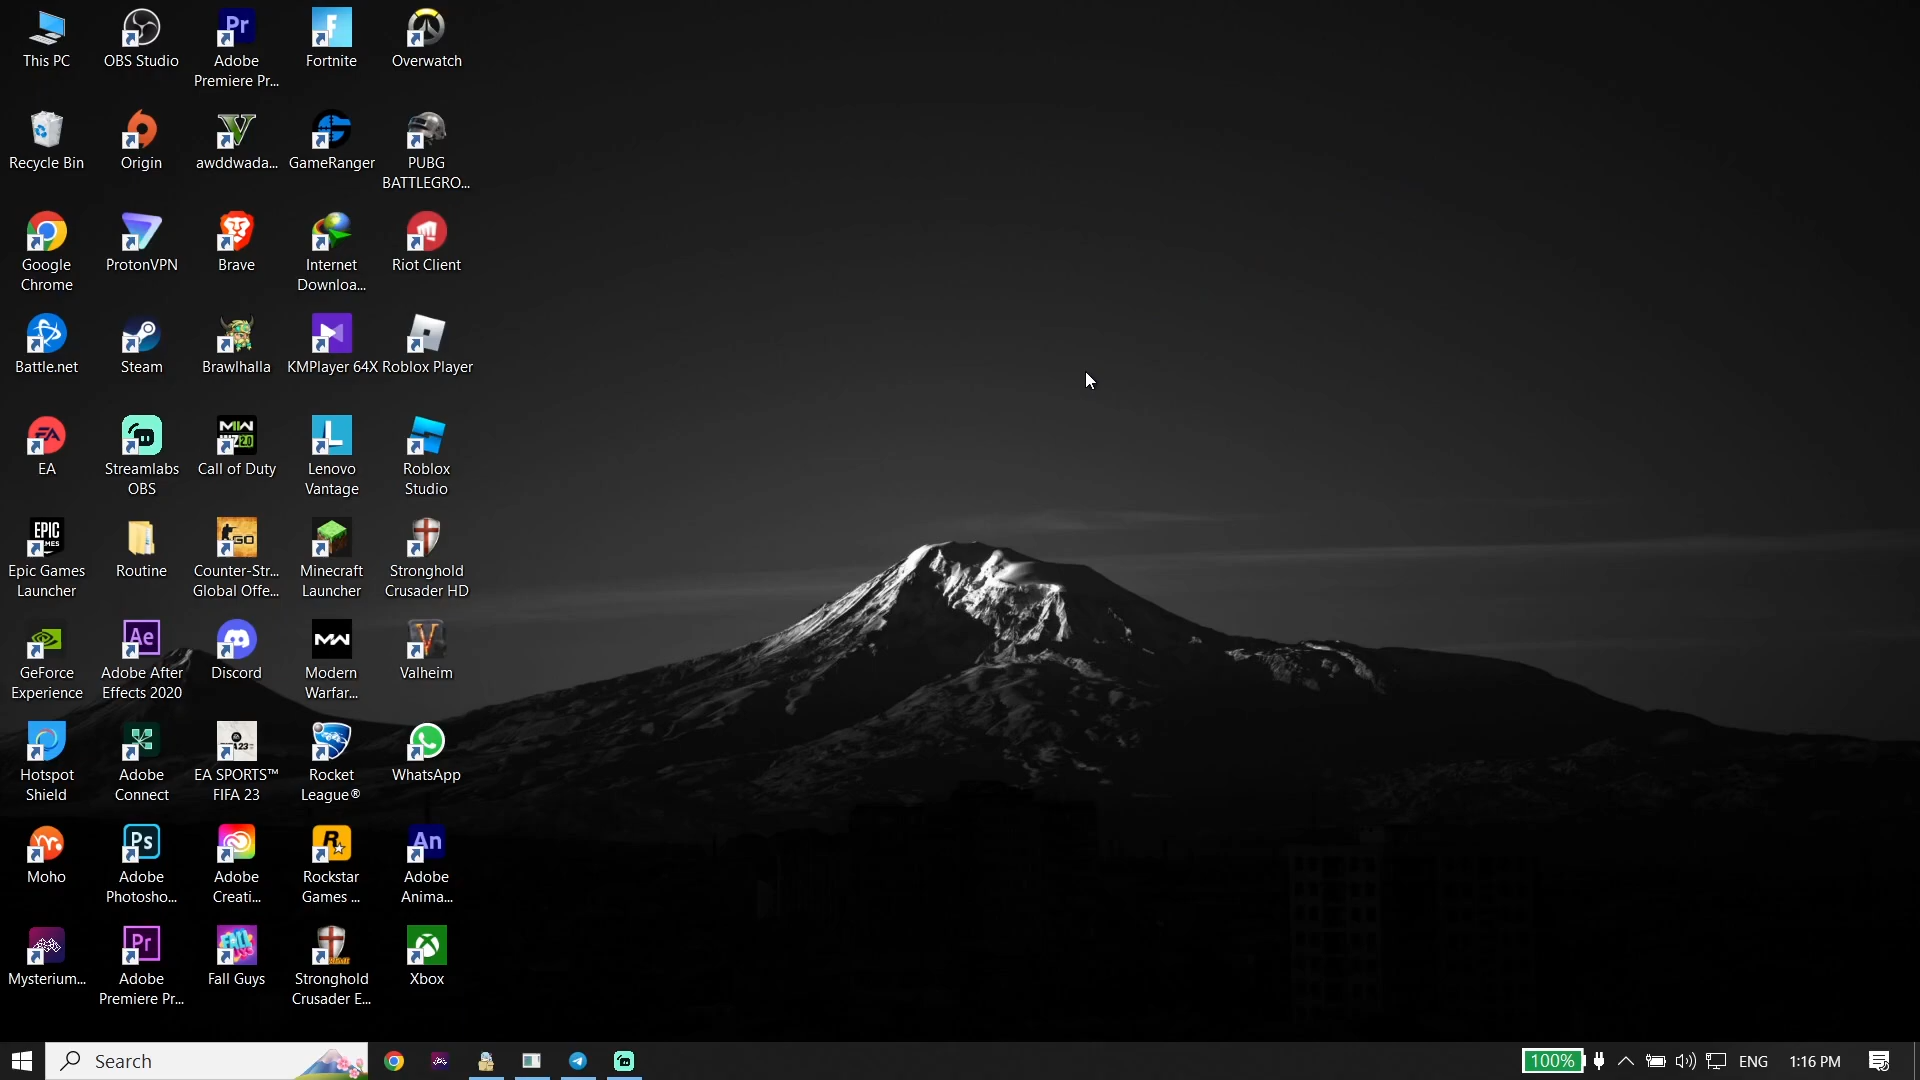 This PC
OBS Studio
Adobe
Premiere Pr...
Fortnite
Overwatch
Recycle Bin
Origin
awddwada...
GameRanger
PUBG
BATTLEGRO...
Google
Chrome
ProtonVPN
Brave
Internet
Downloa...
Riot Client
Battle.net
Steam
Brawlhalla
KMPlayer 64X
Roblox Player
EA
Streamlabs
OBS
Call of Duty
Lenovo
Vantage
Roblox
Studio
Epic Games
Launcher
Routine
Counter-Str...
Global Offe...
Minecraft
Launcher
Stronghold
Crusader HD
GeForce
Experience
Adobe After
Effects 2020
Discord
Modern
Warfar...
Valheim
Hotspot
Shield
Adobe
Connect
EA SPORTS™
FIFA 23
Rocket
League®
WhatsApp
Moho
Adobe
Photosho...
Adobe
Creati...
Rockstar
Games ...
Adobe
Anima...
Mysterium...
Adobe
Premiere Pr...
Fall Guys
Stronghold
Crusader E...
Xbox
Search
100%
ENG
1:16 PM